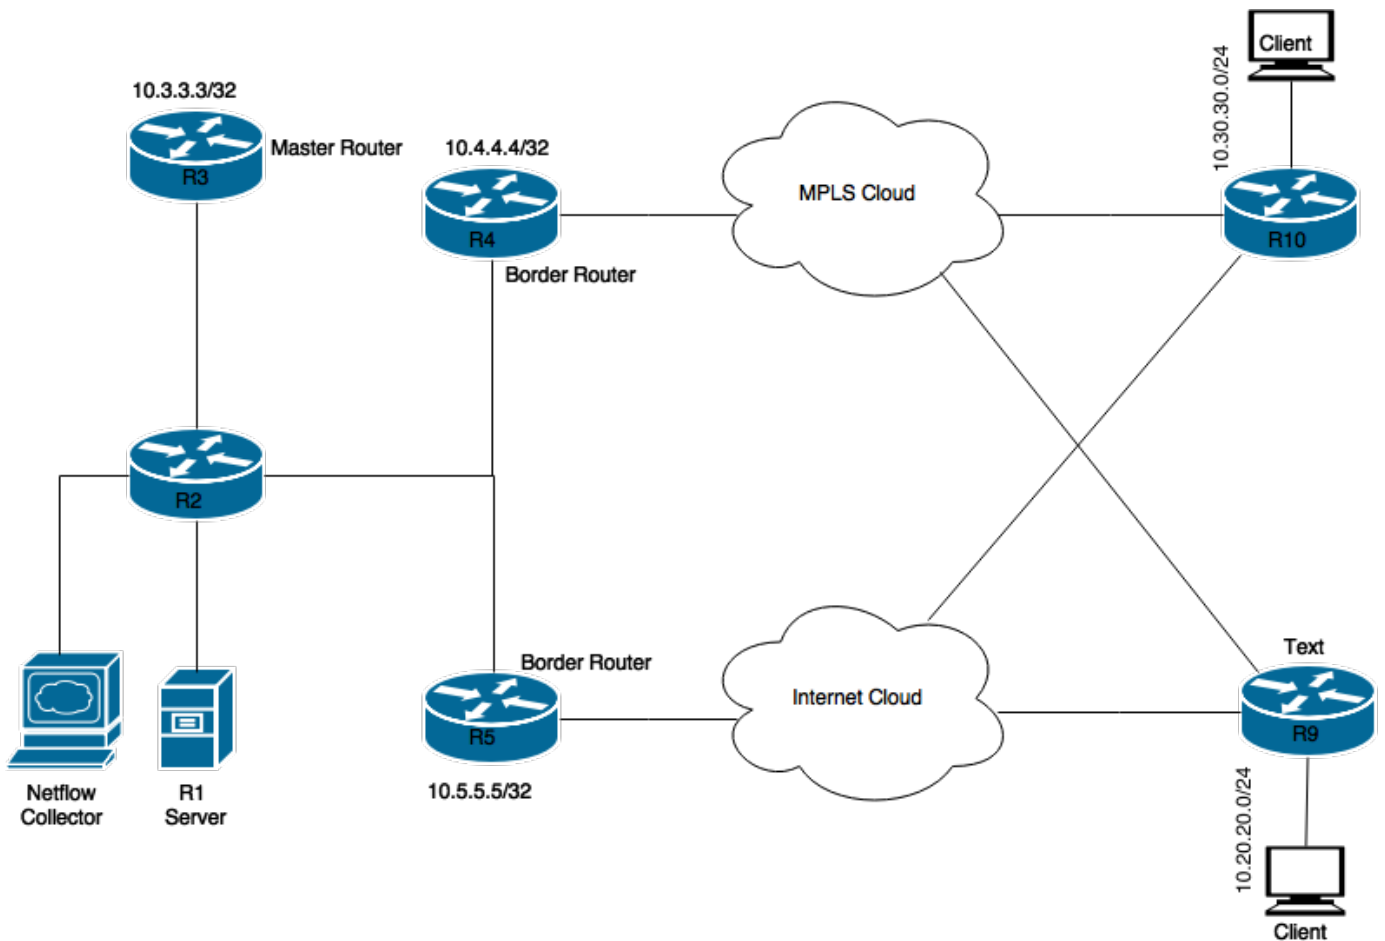 Client
10.30.30.0/24
10.3.3.3/32
R3
Master Router
10.4.4.4/32
R4
Border Router
MPLS Cloud
R10
R2
Border Router
R5
10.5.5.5/32
Internet Cloud
Text
R9
10.20.20.0/24
Client
Netflow
Collector
R1
Server